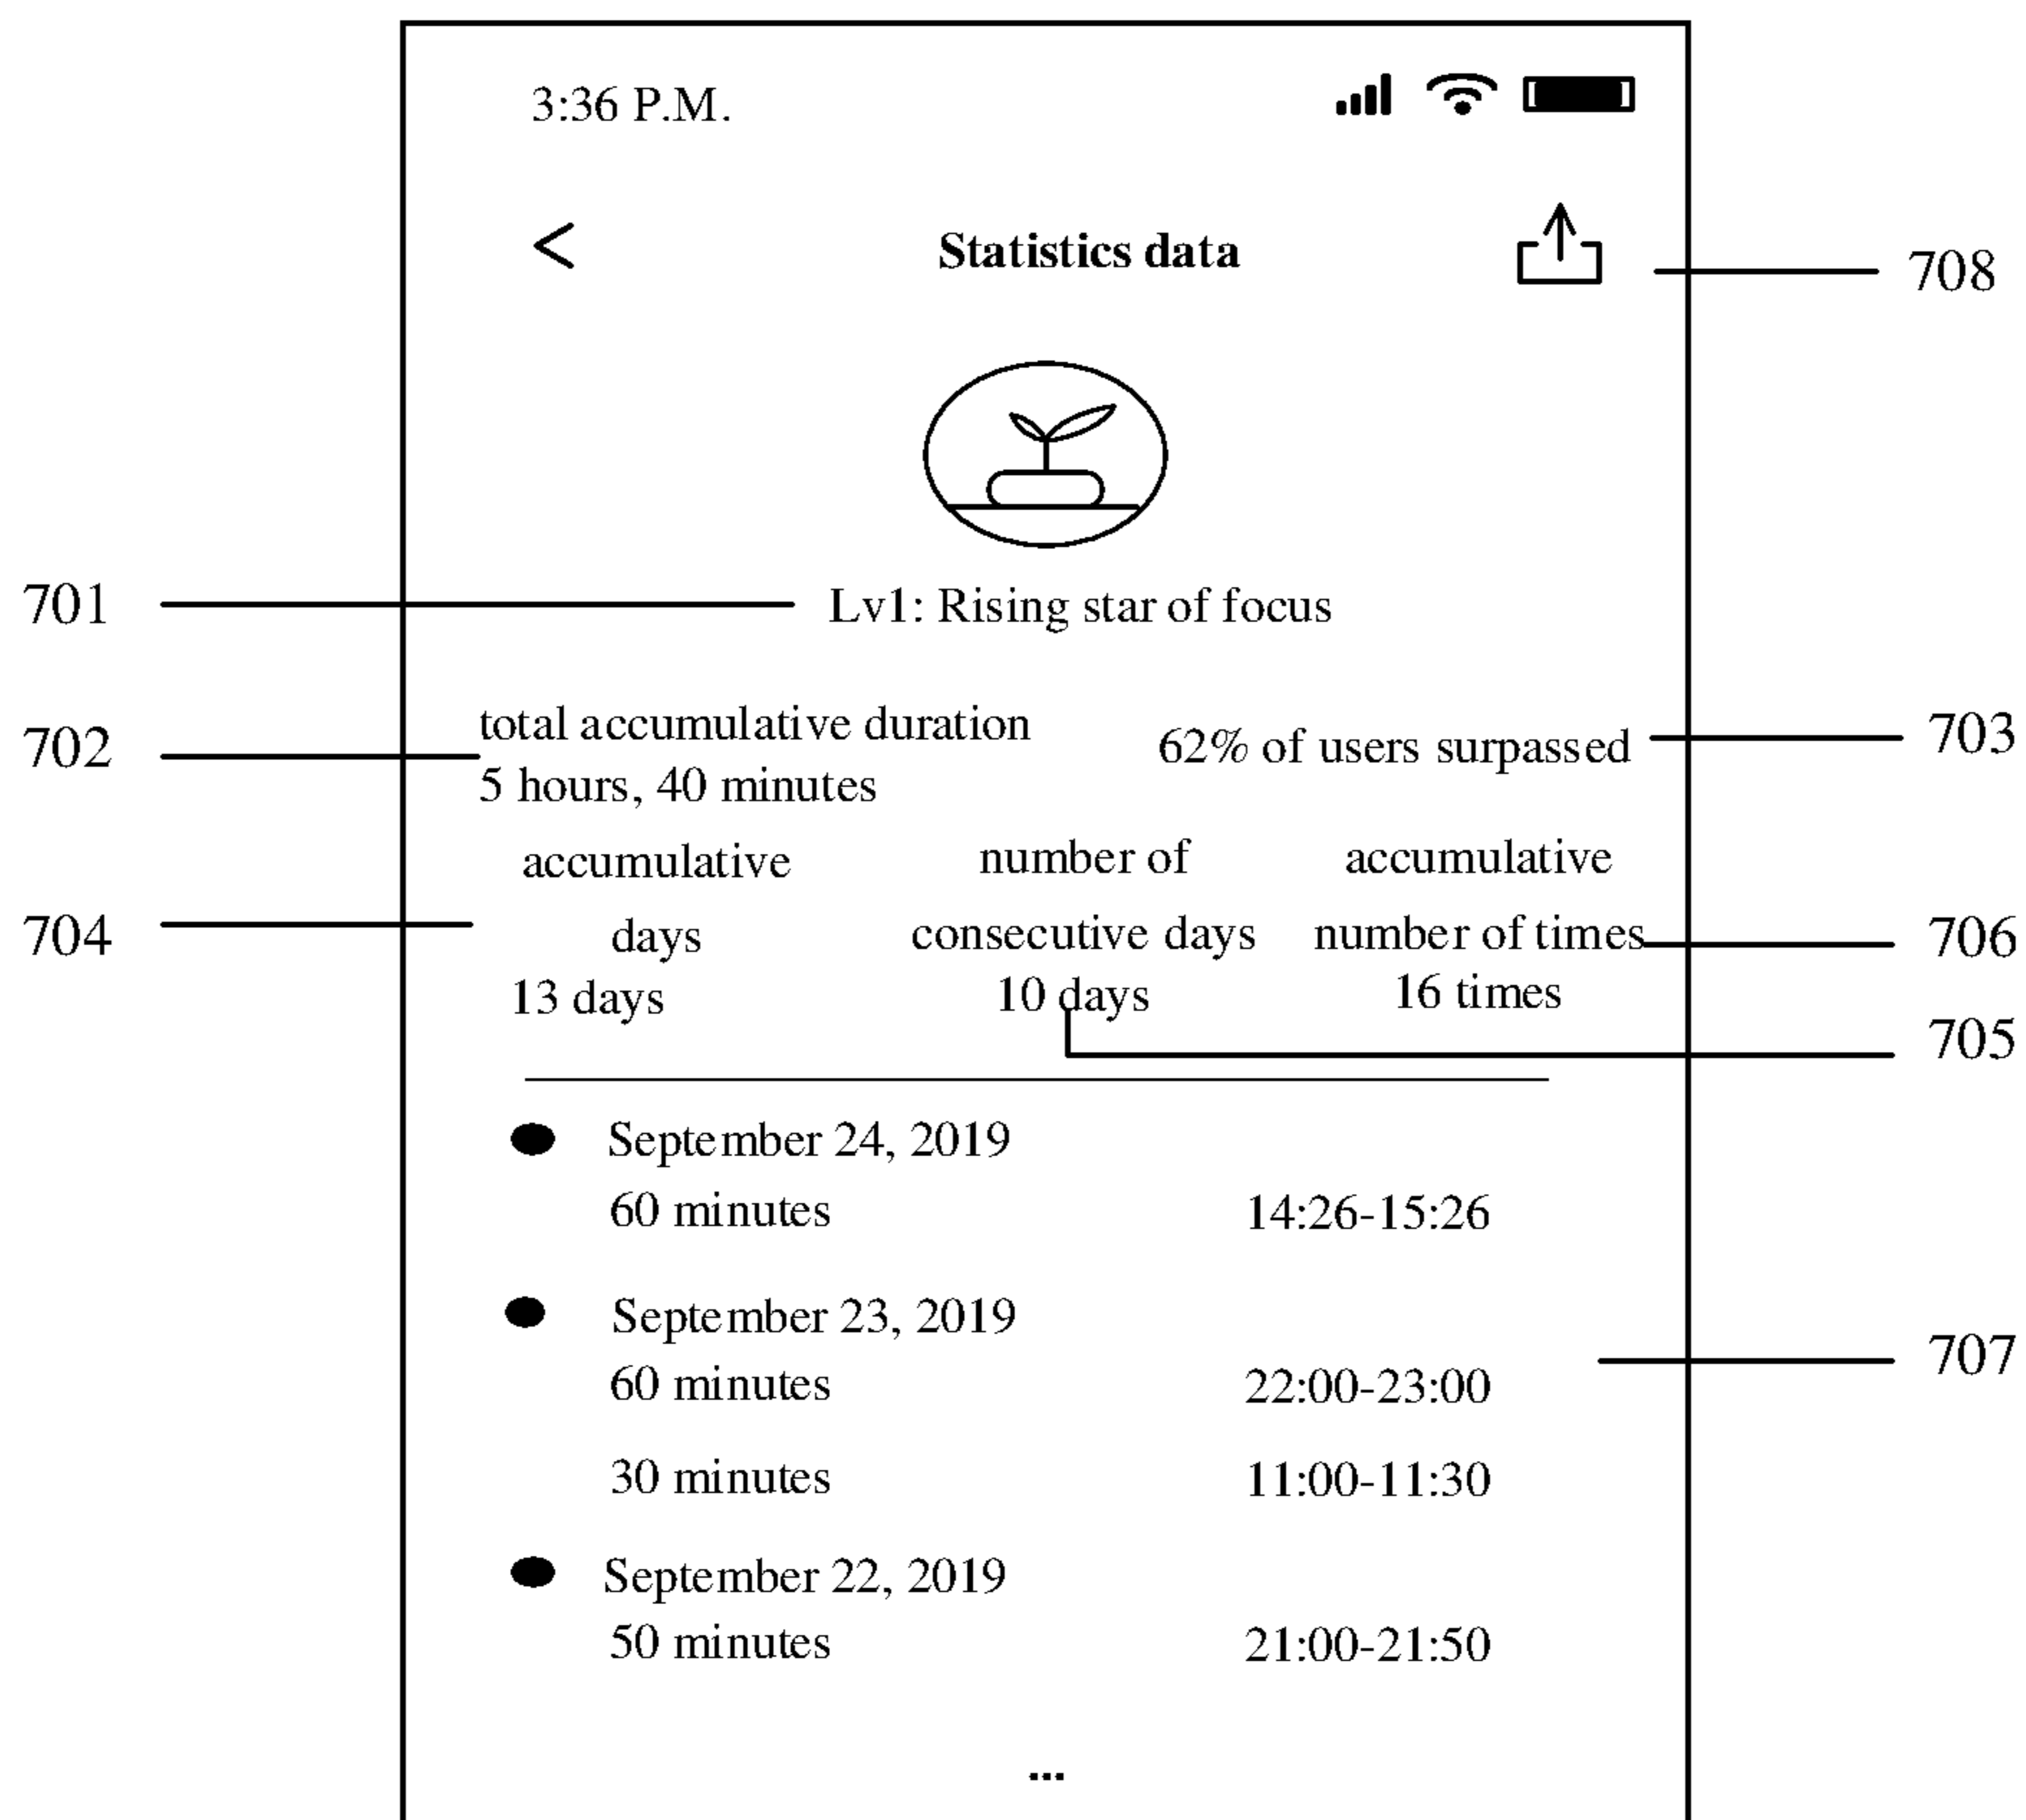 3:36 P.M.
<
Statistics data
708
701
Lv1: Rising star of focus
702
total accumulative duration
5 hours, 40 minutes
62% of users surpassed
703
accumulative
days
13 days
704
number of
consecutive days
10 days
accumulative
number of times
16 times
706
705
September 24, 2019
60 minutes 14:26-15:26
September 23, 2019
60 minutes 22:00-23:00
707
30 minutes 11:00-11:30
September 22, 2019
50 minutes 21:00-21:50
...